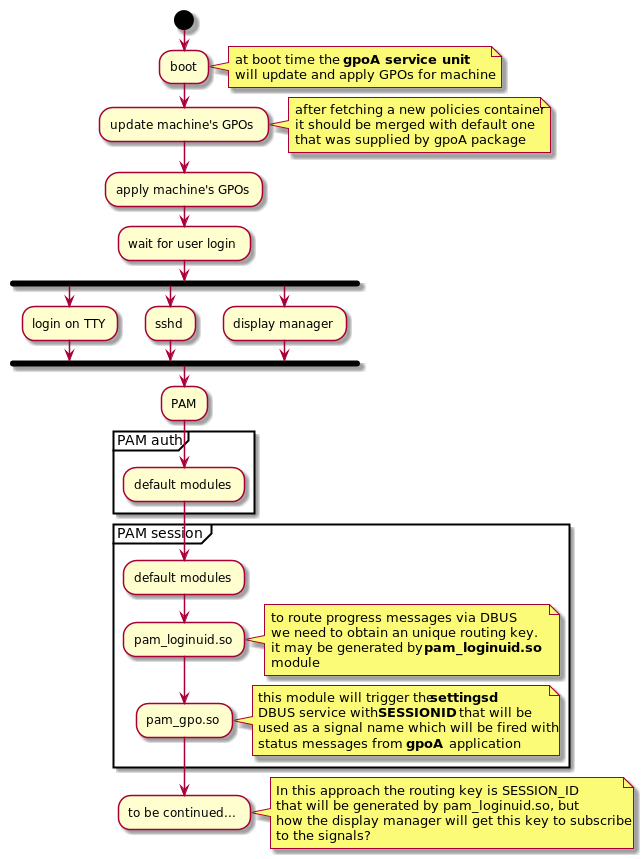 boot
at boot time the gpoA service unit
will update and apply GPOs for machine
update machine's GPOs
after fetching a new policies container
it should be merged with default one
that was supplied by gpoA package
apply machine's GPOs
wait for user login
login on TTY
sshd
display manager
PAM
PAM auth
default modules
PAM session
default modules
pam_loginuid.so
to route progress messages via DBUS
we need to obtain an unique routing key.
it may be generated by pam_loginuid.so
module
pam_gpo.so
this module will trigger the settingsd
DBUS service with SESSIONID that will be
used as a signal name which will be fired with
status messages from gpoA application
to be continued...
In this approach the routing key is SESSION_ID
that will be generated by pam_loginuid.so, but
how the display manager will get this key to subscribe
to the signals?